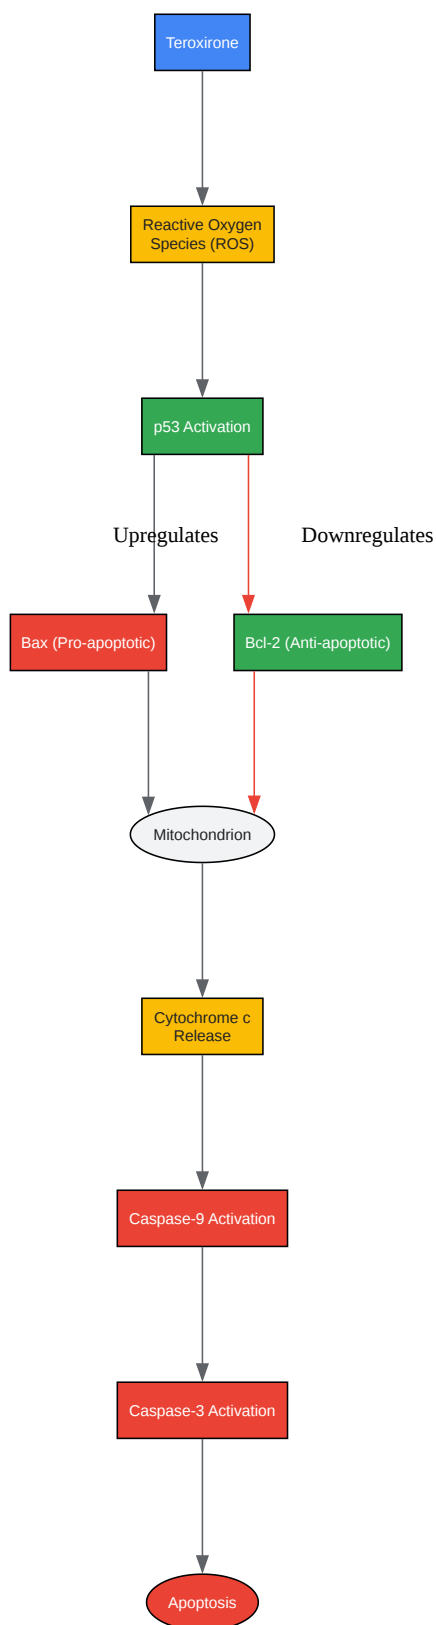 Teroxirone
Reactive Oxygen
Species (ROS)
p53 Activation
Upregulates
Downregulates
Bax (Pro-apoptotic)
Bcl-2 (Anti-apoptotic)
Mitochondrion
Cytochrome c
Release
Caspase-9 Activation
Caspase-3 Activation
Apoptosis